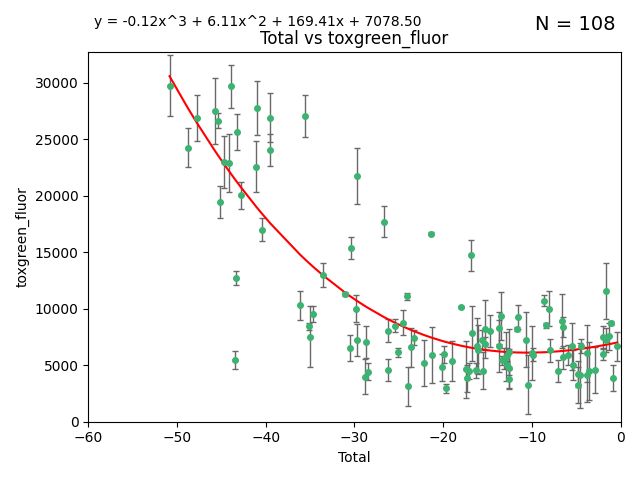 y = -0.12x^3 + 6.11x^2 + 169.41x + 7078.50
N = 108
Total vs toxgreen_fluor
30000
25000
20000
15000
10000
5000
0
toxgreen_fluor
−60 −50 −40 −30 −20 −10 0
Total